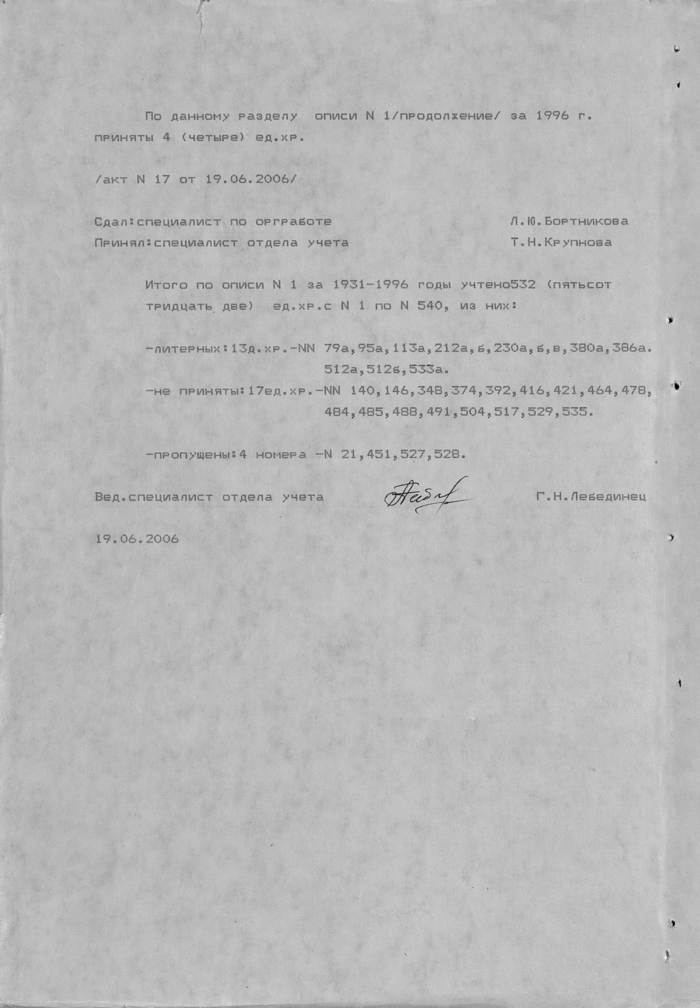 По данному разделу описи N 1/продолжение/ за 1996 г.
приняты 4 (четыре) ед.хр.
/акт N 17 от 19.06.2006/
Сдал:специалист по оргработе Л.Ю.Бортникова
Принял:специалист отдела учета Т.Н.Крупнова
Итого по описи N 1 за 1931-1996 годы учтено532 (пятьсот
тридцать две) ед.хр.с N 1 по N 540, из них:
-литерных:13д.хр.-NN 79а,95а,113а,212а,б,230а,б,в,380а,386а.
512а,512б,533а.
-не приняты:17ед.хр.-NN 140,146,348,374,392,416,421,464,478,
484,485,488,491,504,517,529,535.
-пропущены:4 номера -N 21,451,527,528.
Вед.специалист отдела учета Г.Н.Лебединец
19.06.2006